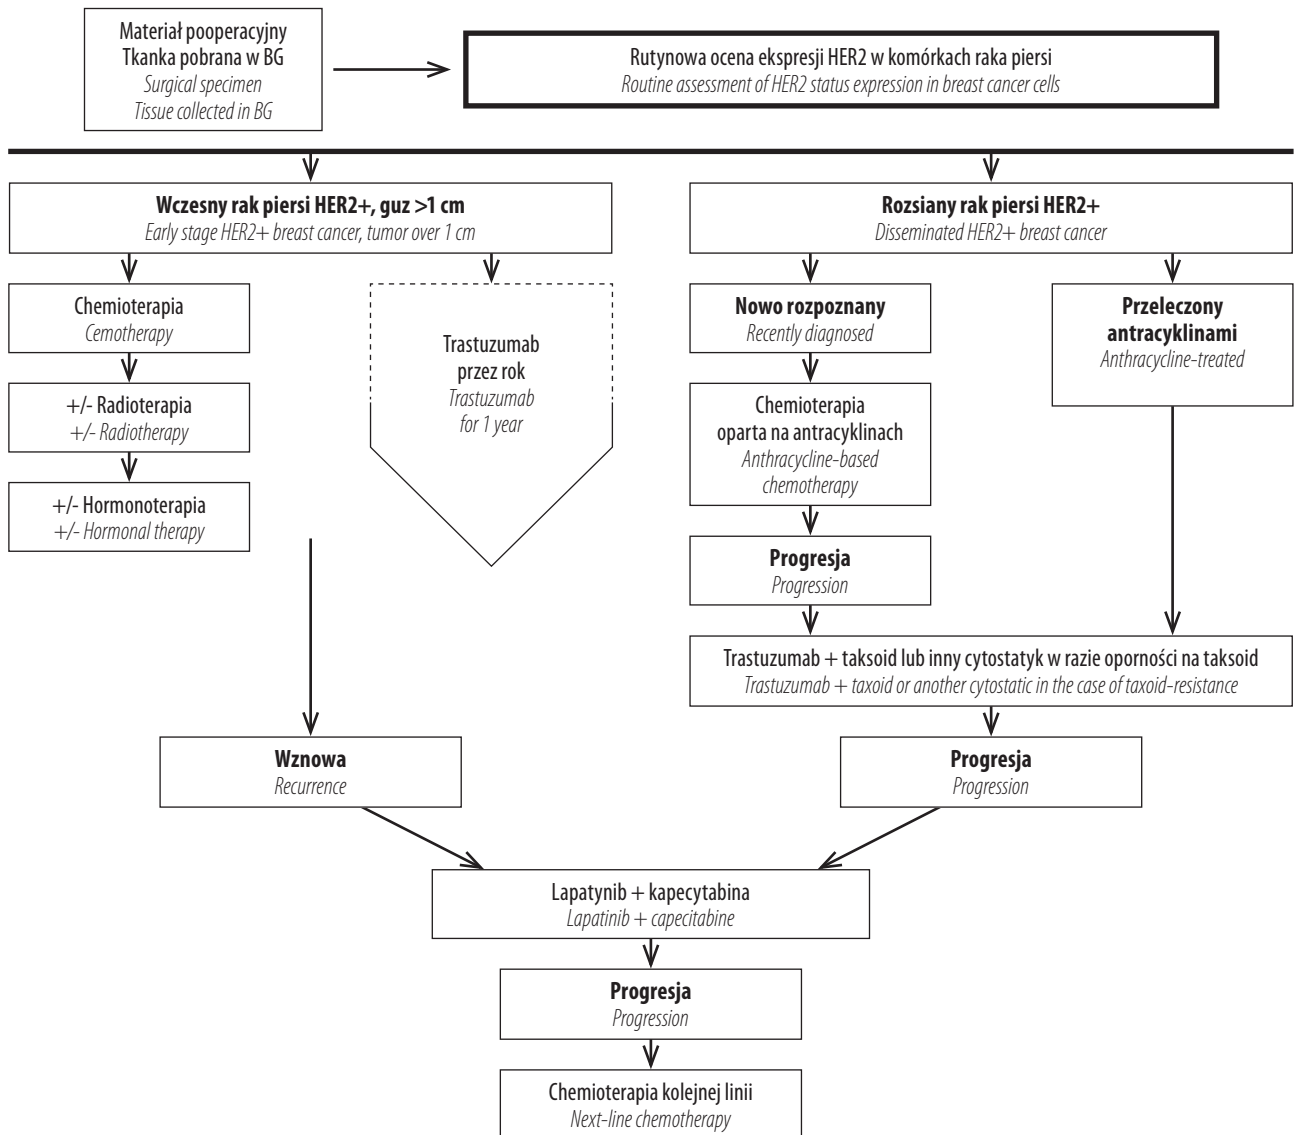 Materiał pooperacyjny
Tkanka pobrana w BG
Surgical specimen
Tissue collected in BG
Rutynowa ocena ekspresji HER2 w komórkach raka piersi
Routine assessment of HER2 status expression in breast cancer cells
Wczesny rak piersi HER2+, guz >1 cm
Early stage HER2+ breast cancer, tumor over 1 cm
Rozsiany rak piersi HER2+
Disseminated HER2+ breast cancer
Chemioterapia
Cemotherapy
+/- Radioterapia
+/- Radiotherapy
+/- Hormonoterapia
+/- Hormonal therapy
Trastuzumab
przez rok
Trastuzumab
for 1 year
Nowo rozpoznany
Recently diagnosed
Chemioterapia
oparta na antracyklinach
Anthracycline-based
chemotherapy
Progresja
Progression
Przeleczony
antracyklinami
Anthracycline-treated
Trastuzumab + taksoid lub inny cytostatyk w razie oporności na taksoid
Trastuzumab + taxoid or another cytostatic in the case of taxoid-resistance
Wznowa
Recurrence
Progresja
Progression
Lapatynib + kapecytabina
Lapatinib + capecitabine
Progresja
Progression
Chemioterapia kolejnej linii
Next-line chemotherapy